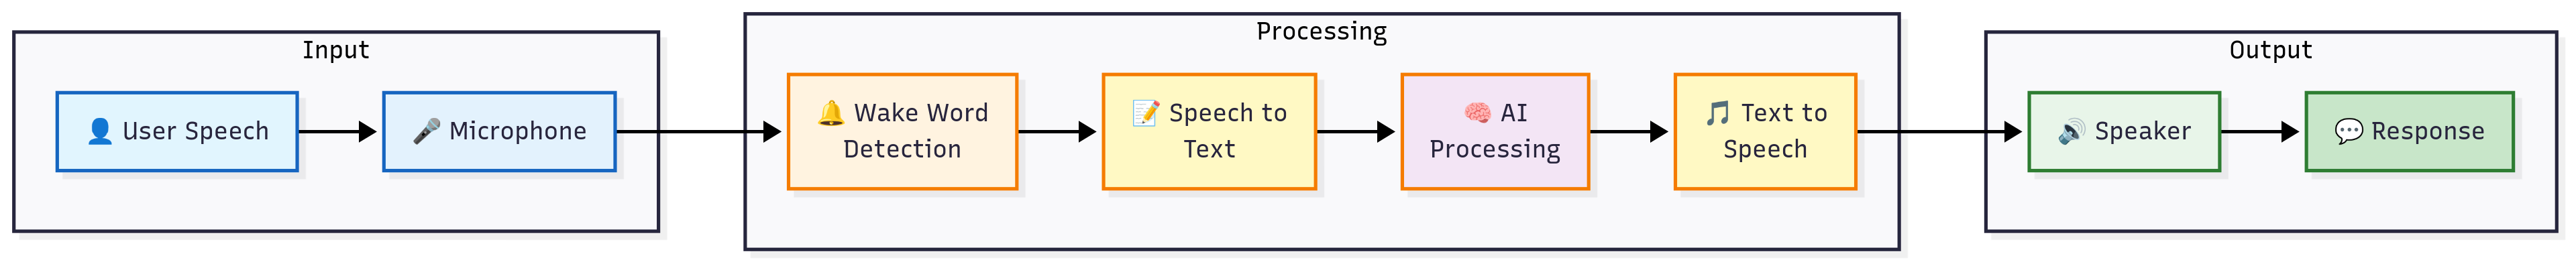 Input
👤 User Speech
🎤 Microphone
Processing
🔔 Wake Word
Detection
📝 Speech to
Text
🧠 AI
Processing
🎵 Text to
Speech
Output
🔊 Speaker
💬 Response